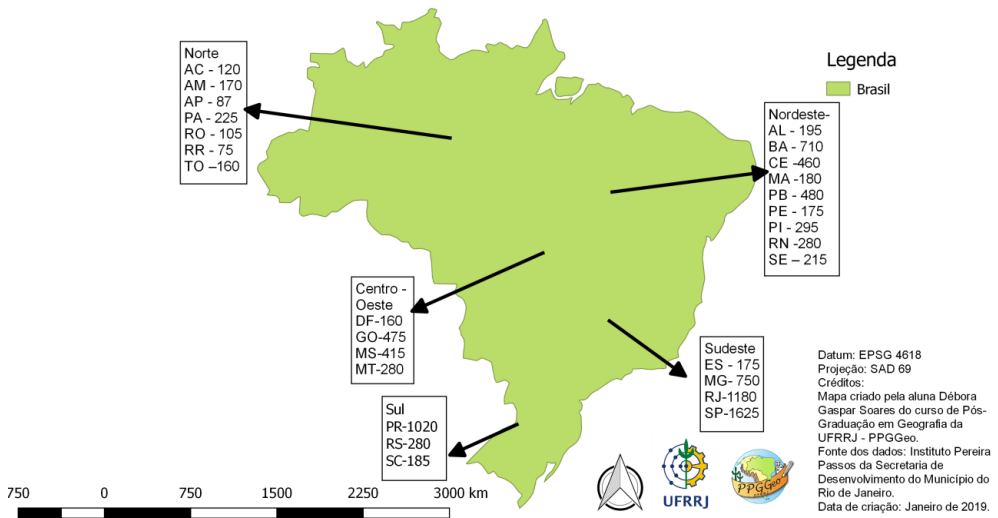 Norte
AC - 120
AM - 170
AP - 87
PA - 225
RO - 105
RR - 75
TO –160
Legenda
Brasil
Nordeste-
AL - 195
BA - 710
CE -460
MA -180
PB - 480
PE - 175
PI - 295
RN -280
SE – 215
Centro -
Oeste
DF-160
GO-475
MS-415
MT-280
Sudeste
ES - 175
MG- 750
RJ-1180
SP-1625
Sul
PR-1020
RS-280
SC-185
Datum: EPSG 4618
Projeção: SAD 69
Créditos:
Mapa criado pela aluna Débora
Gaspar Soares do curso de Pós-
Graduação em Geografia da
UFRRJ - PPGGeo.
Fonte dos dados: Instituto Pereira
Passos da Secretaria de
Desenvolvimento do Município do
Rio de Janeiro.
Data de criação: Janeiro de 2019.
UFRRJ
PPGGeo
750 0 750 1500 2250 3000 km